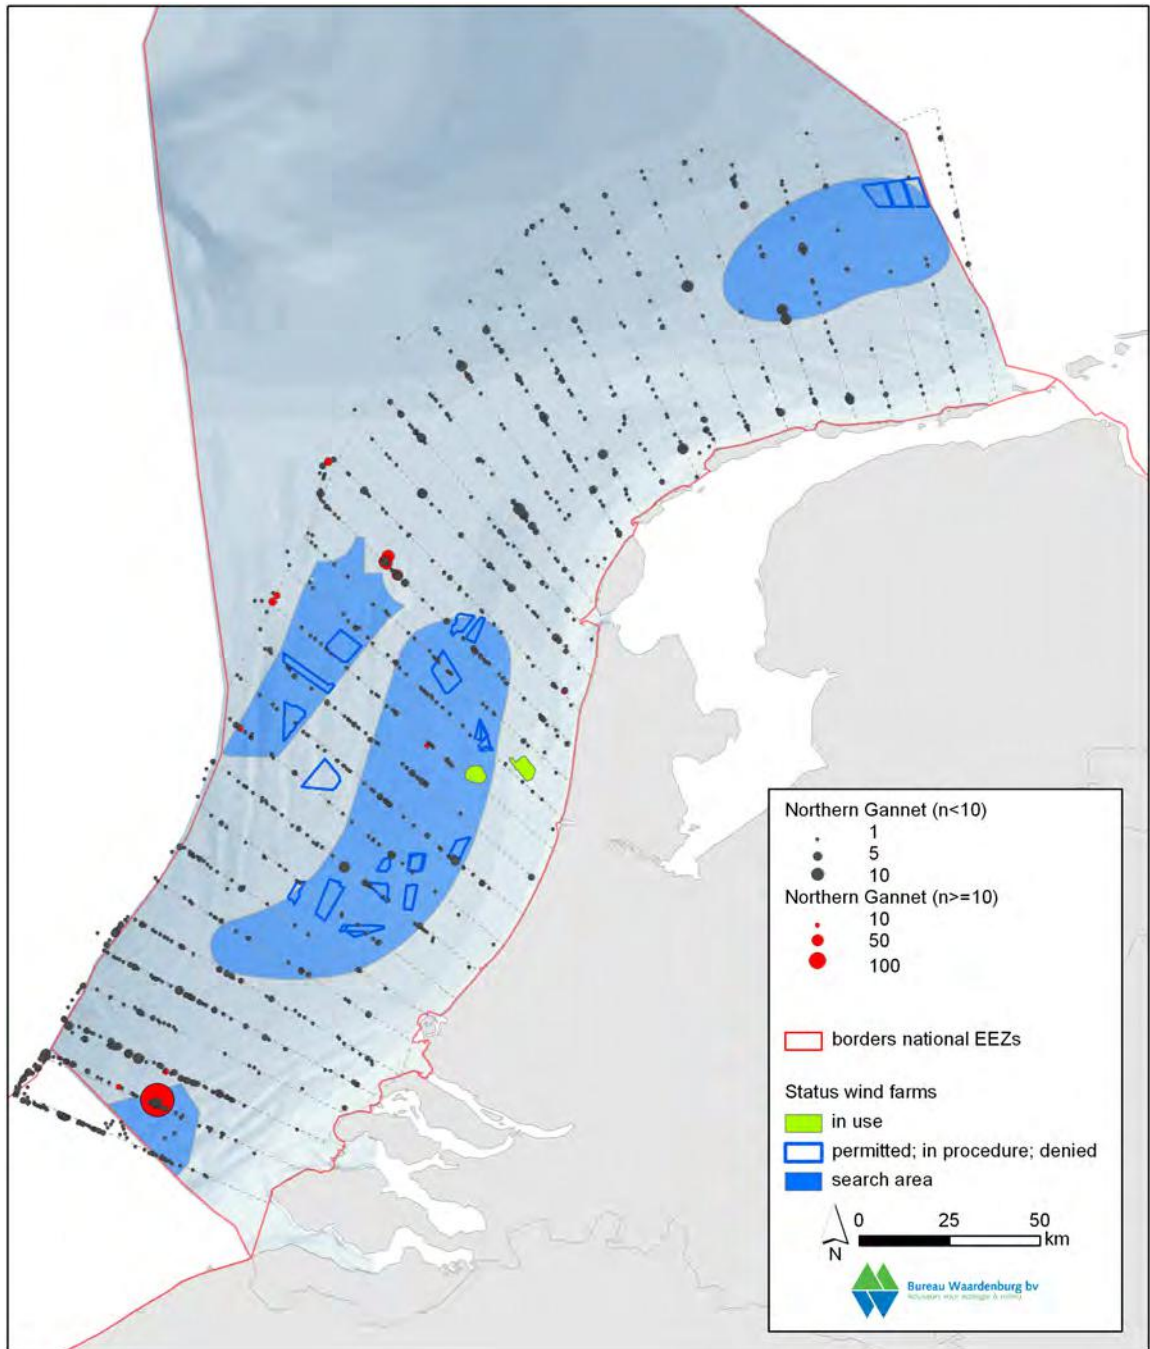 Northern Gannet (n<10)
1
5
10
Northern Gannet (n>=10)
10
50
100
borders national EEZs
Status wind farms
in use
permitted; in procedure; denied
search area
0 25 50
km
N
Bureau Waardenburg bv